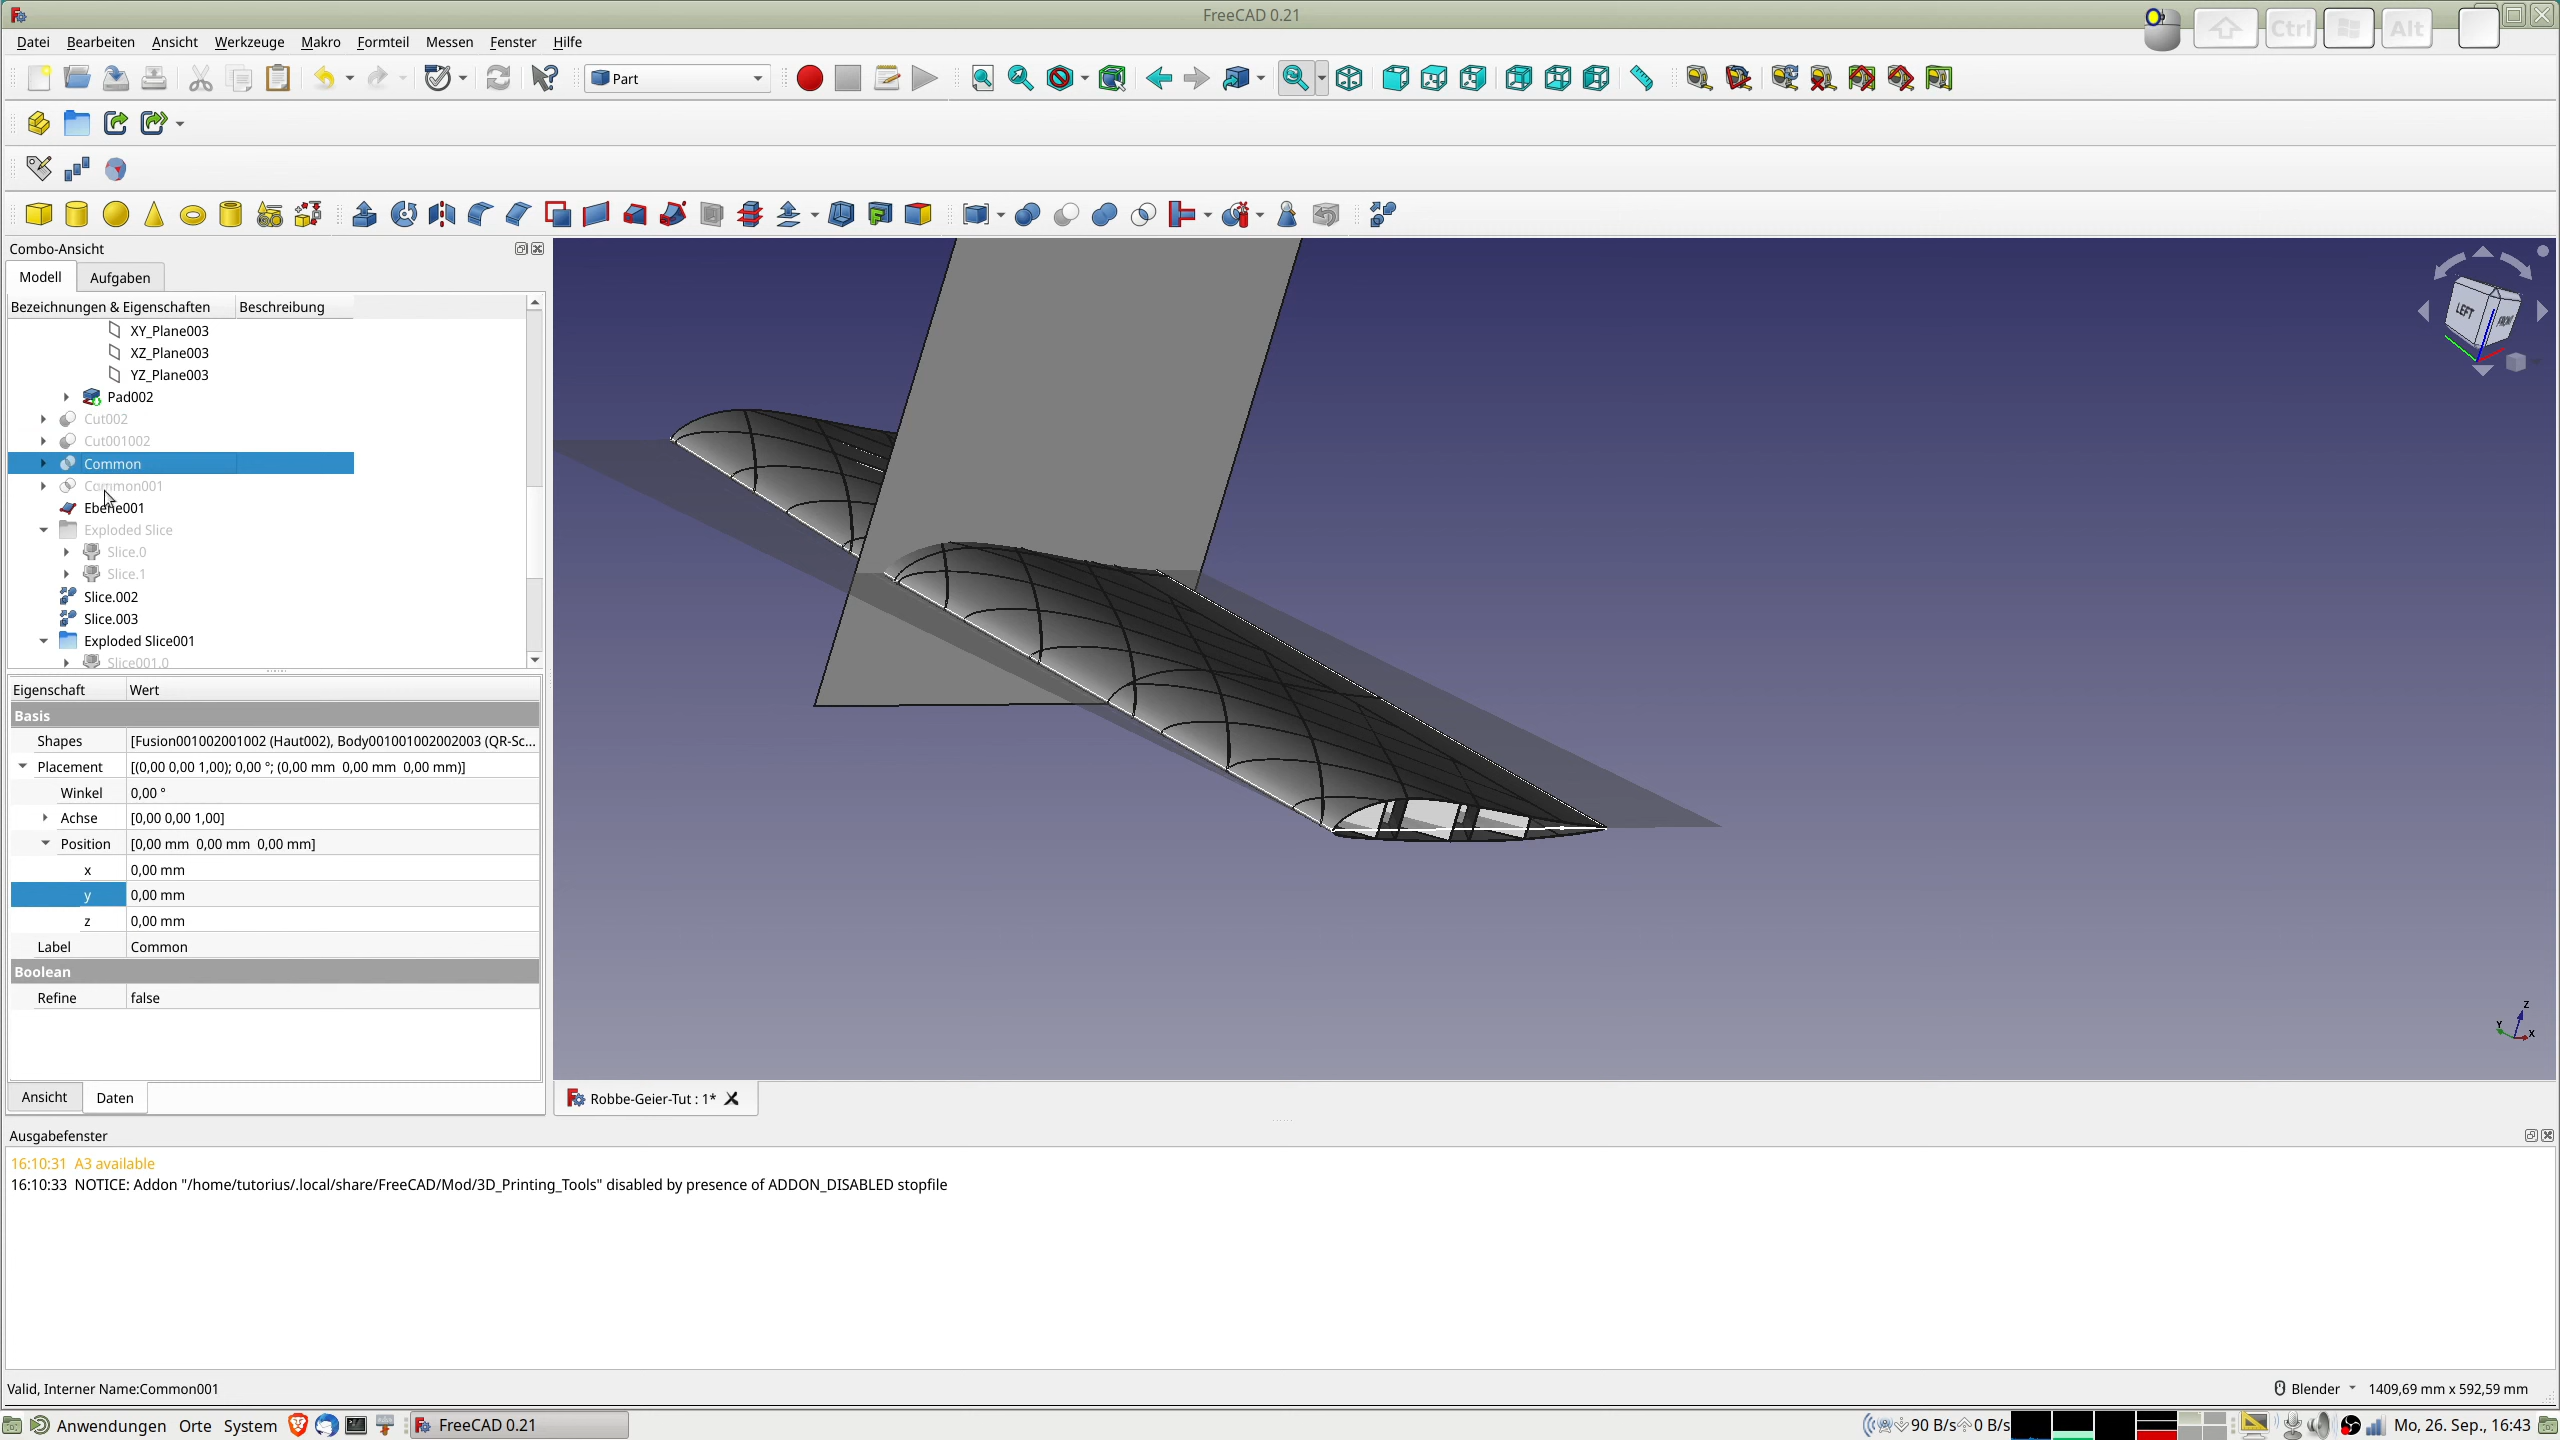 FreeCAD 0.21
Ctrl
Alt
Datei Bearbeiten Ansicht Werkzeuge Makro Formteil Messen Fenster Hilfe
Part
Combo-Ansicht
Modell Aufgaben
Bezeichnungen & Eigenschaften Beschreibung
XY_Plane003
XZ_Plane003
YZ_Plane003
Pad002
Cut002
Cut001002
Common
Common001
Ebene001
Exploded Slice
Slice.0
Slice.1
Slice.002
Slice.003
Exploded Slice001
Slice001.0
LEFT
Z
Y
X
Eigenschaft Wert
Basis
Shapes [Fusion001002001002 (Haut002), Body001001002002003 (QR-Sc...
Placement [(0,00 0,00 1,00); 0,00 °; (0,00 mm 0,00 mm 0,00 mm)]
Winkel 0,00 °
Achse [0,00 0,00 1,00]
Position [0,00 mm 0,00 mm 0,00 mm]
x 0,00 mm
y 0,00 mm
z 0,00 mm
Label Common
Boolean
Refine false
Ansicht Daten
Robbe-Geier-Tut : 1*
Ausgabefenster
16:10:31 A3 available
16:10:33 NOTICE: Addon "/home/tutorius/.local/share/FreeCAD/Mod/3D_Printing_Tools" disabled by presence of ADDON_DISABLED stopfile
Valid, Interner Name:Common001
Blender 1409,69 mm x 592,59 mm
Anwendungen Orte System FreeCAD 0.21 90 B/s 0 B/s Mo, 26. Sep., 16:43